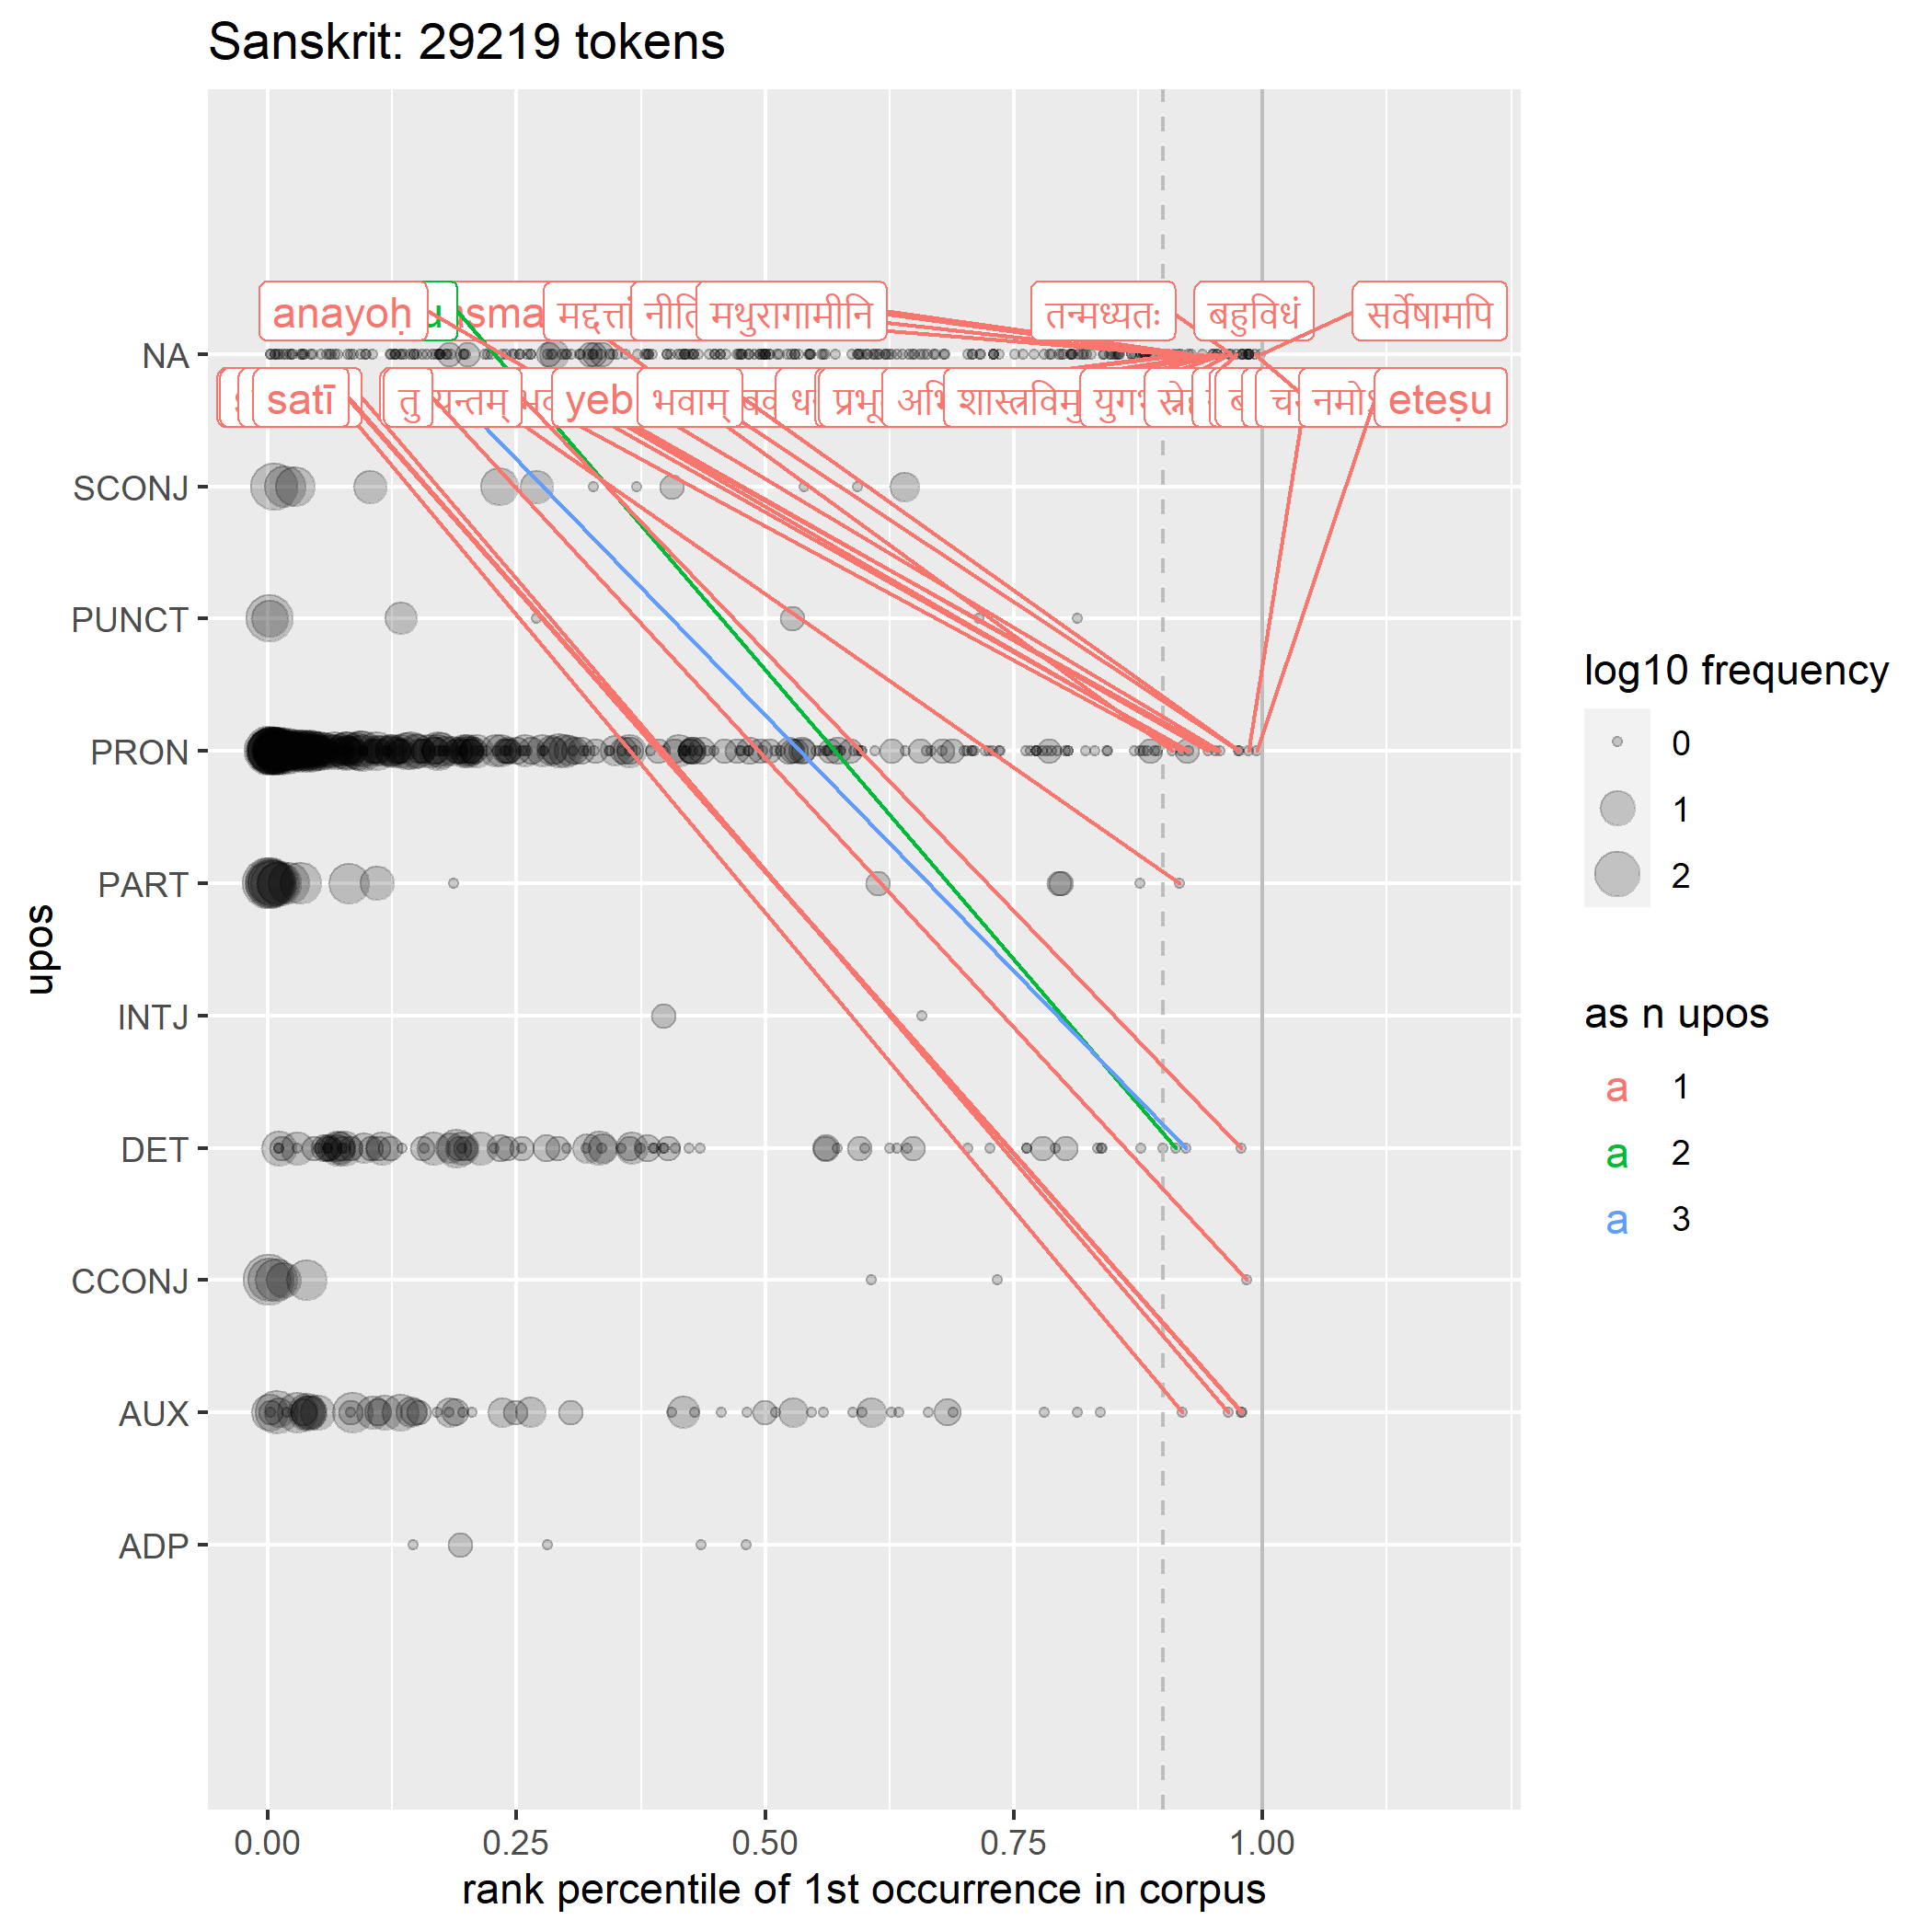 Sanskrit: 29219 tokens
anayoḥ u sma मद्दत्तं नीति मथुरागामीनि तन्मध्यतः बहुविधं सर्वेषामपि
NA
satī तु यन्तम् yeb भवाम् प्रभू शास्त्रविमु नमो eteṣu
SCONJ
PUNCT
PRON
PART
INTJ
DET
CCONJ
AUX
ADP
upos
0.00 0.25 0.50 0.75 1.00
rank percentile of 1st occurrence in corpus
log10 frequency
0
1
2
as n upos
a 1
a 2
a 3